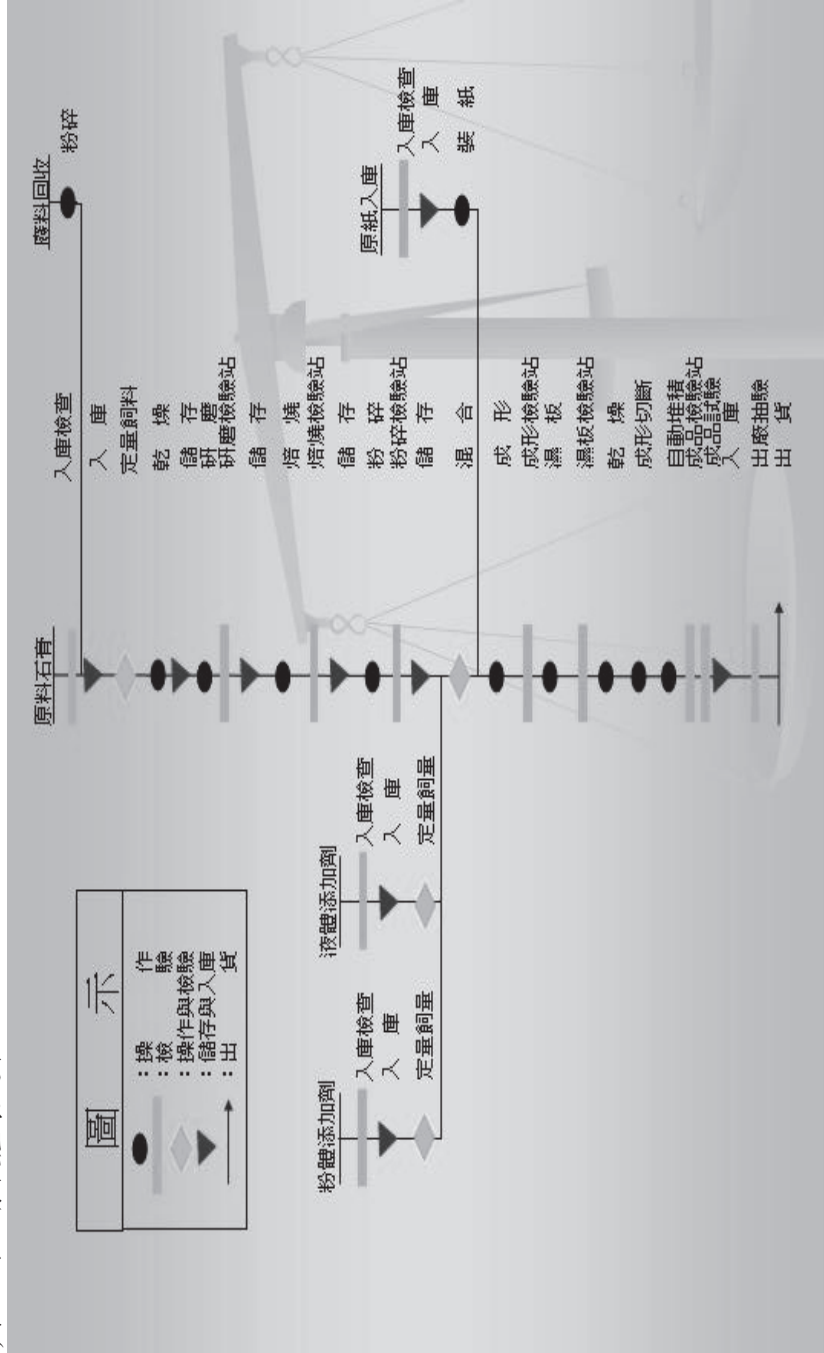 圖 示
：操 作
：檢 驗
：操作與檢驗
：儲存與入庫
：出 貨
粉體添加劑
入庫檢查
入 庫
定量飼量
液體添加劑
入庫檢查
入 庫
定量飼量
原料石膏
入庫檢查
入 庫
定量飼料
乾 燥
儲 存
研 磨
研磨檢驗站
儲 存
焙 燒
焙燒檢驗站
儲 存
粉 碎
粉碎檢驗站
儲 存
混 合
成 形
成形檢驗站
濕 板
濕板檢驗站
乾 燥
成形切斷
自動堆積
成品檢驗站
成品試驗
入 庫
出廠抽驗
出 貨
廢料回收
粉碎
原紙入庫
入庫檢查
入 庫
裝 紙